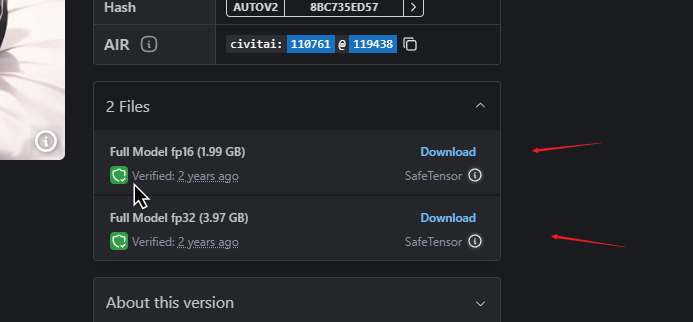 Hash AUTOV2 8BC735ED57
AIR civitai: 110761 @ 119438
2 Files
Full Model fp16 (1.99 GB) Download
Verified: 2 years ago SafeTensor
Full Model fp32 (3.97 GB) Download
Verified: 2 years ago SafeTensor
About this version